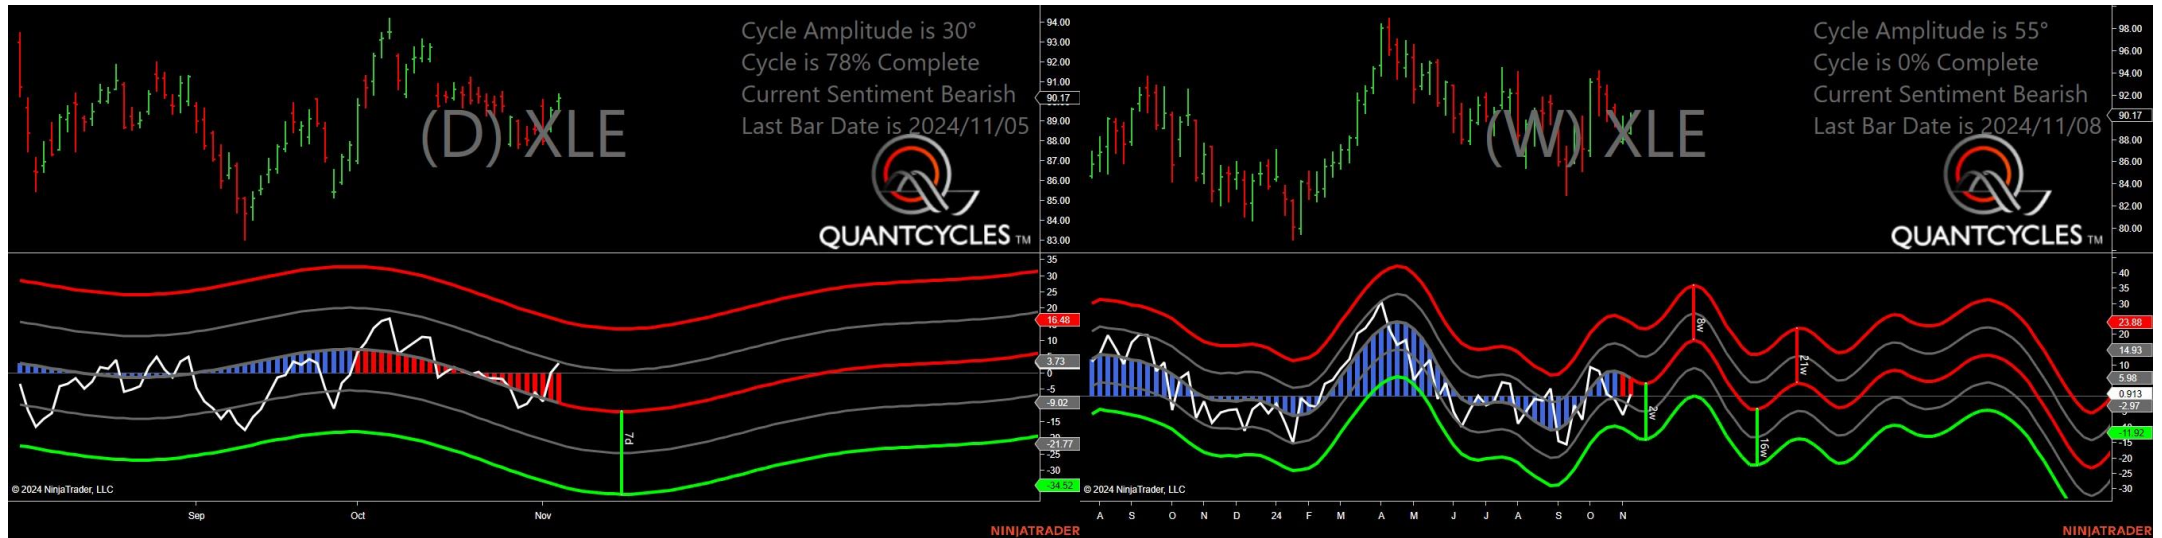 Cycle Amplitude is 30°
Cycle is 78% Complete
Current Sentiment Bearish
Last Bar Date is 2024/11/05
(D) XLE
QUANTCYCLES TM
94.00
93.00
92.00
91.00
90.17
89.00
88.00
87.00
86.00
85.00
84.00
83.00
35
30
25
20
16.48
10
3.73
0
-5
-9.02
-15
-21.77
-25
-30
-34.52
7d
© 2024 NinjaTrader, LLC
Sep Oct Nov
NINJATRADER
Cycle Amplitude is 55°
Cycle is 0% Complete
Current Sentiment Bearish
Last Bar Date is 2024/11/08
(W) XLE
QUANTCYCLES TM
98.00
96.00
94.00
92.00
90.17
88.00
86.00
84.00
82.00
80.00
40
35
30
23.88
20
14.93
10
5.98
0.913
-2.97
-11.92
-15
-20
-25
-30
2w
8w
16w
21w
© 2024 NinjaTrader, LLC
A S O N D 24 F M A M J J A S O N
NINJATRADER